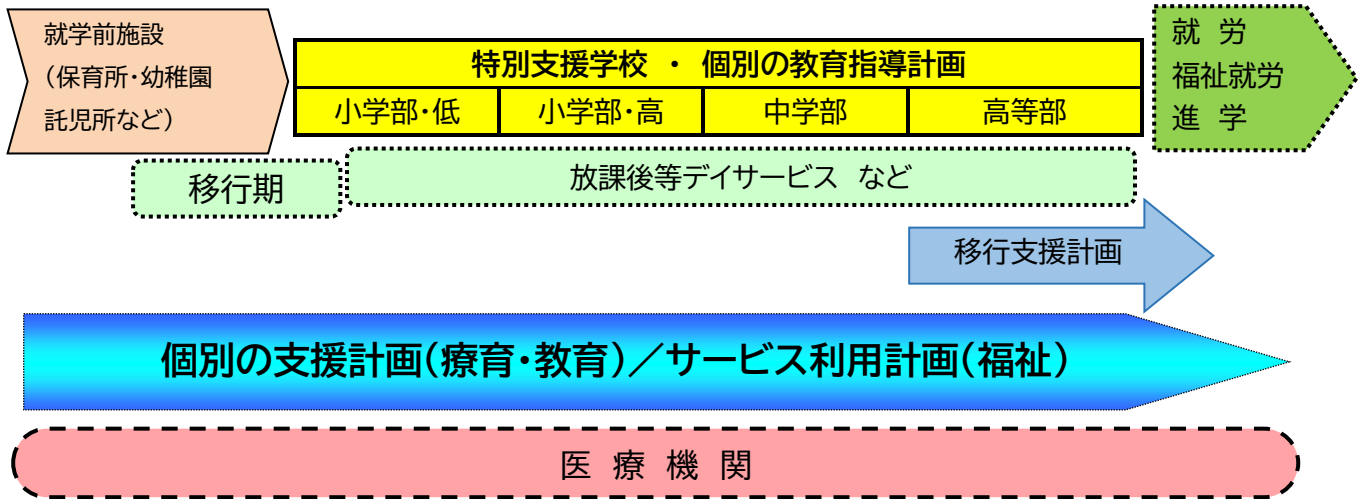 就学前施設
(保育所・幼稚園
託児所など)
特別支援学校 ・ 個別の教育指導計画
小学部・低
小学部・高
中学部
高等部
就 労
福祉就労
進 学
移行期
放課後等デイサービス など
移行支援計画
個別の支援計画(療育・教育)／サービス利用計画(福祉)
医 療 機 関